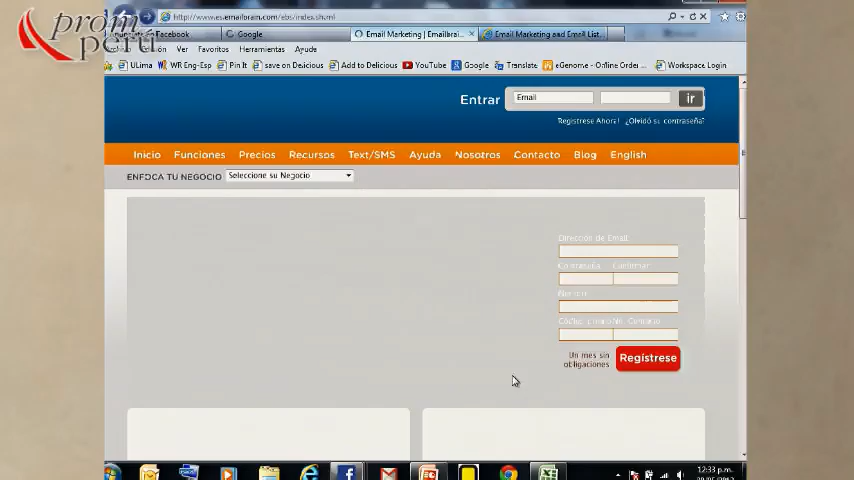 prom
perú
http://www.es.emailbrain.com/ebs/index.shtml
Facebook
Google
Email Marketing | Emailbrai...
Email Marketing and Email List...
Ver Favoritos Herramientas Ayuda
ULima WR Eng-Esp Pin It save on Delicious Add to Delicious YouTube Google Translate eGenome - Online Order ... Workspace Login
Entrar Email ir
Regístrese Ahora! ¿Olvidó su contraseña?
Inicio Funciones Precios Recursos Text/SMS Ayuda Nosotros Contacto Blog English
ENFOCA TU NEGOCIO Seleccione su Negocio
Dirección de Email
Contraseña Confirmar
Nombre
Un mes sin
obligaciones
Regístrese
12:33 p.m.